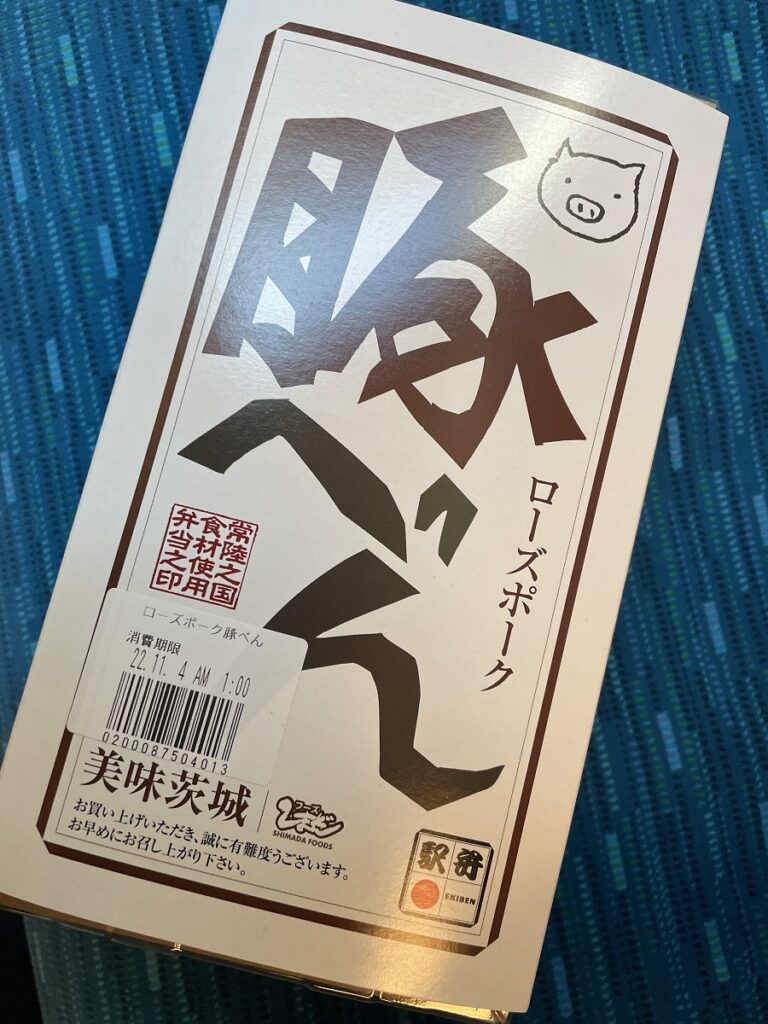 豚べん
ローズポーク
常陸之国
食材使用
弁当之印
ローズポーク豚べん
消費期限
22.11. 4 AM 1:00
0200087504013
美味茨城
フーズ
SHIMADA FOODS
お買い上げいただき、誠に有難度うございます。
お早めにお召し上がり下さい。
駅弁
EKIBEN